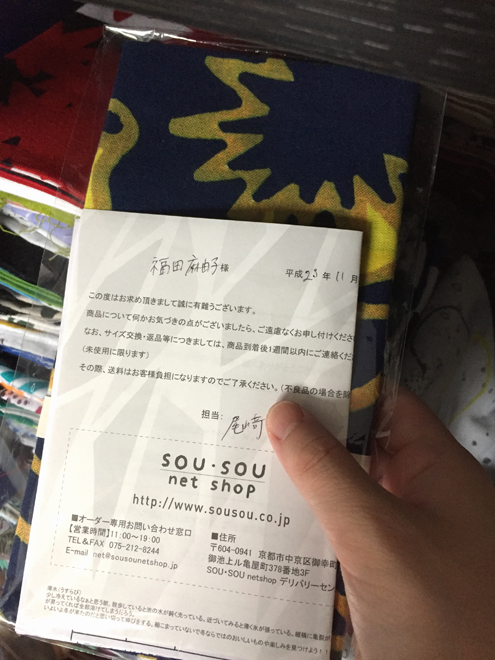 福田麻由子様
平成23年11月
この度はお求め頂きまして誠に有難うございます。
商品について何かお気づきの点がございましたら、ご遠慮なくお申し付けくださ
なお、サイズ交換・返品等につきましては、商品到着後1週間以内にご連絡くだ
(未使用に限ります)
その際、送料はお客様負担になりますのでご了承ください。(不良品の場合を除
担当: 尾崎
SOU・SOU
net shop
http://www.sousou.co.jp
■オーダー専用お問い合わせ窓口
【営業時間】11:00〜19:00
TEL&FAX 075-212-8244
E-mail net@sousounetshop.jp
■住所
〒604-0941 京都市中京区御幸町
御池上ル亀屋町378番地3F
SOU・SOU netshop デリバリーセン
薄氷(うすらひ)